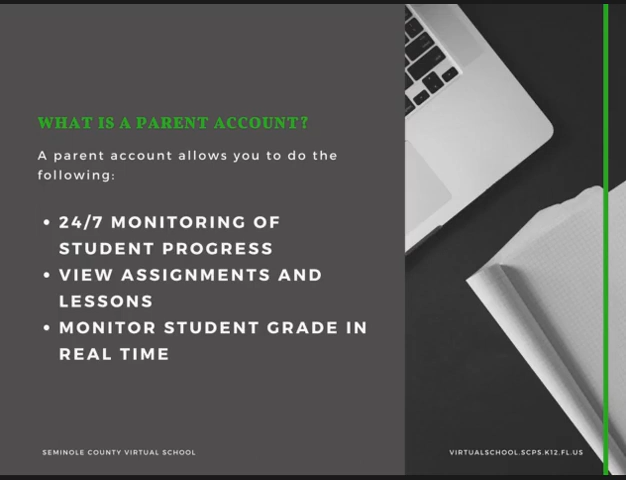 WHAT IS A PARENT ACCOUNT?
A parent account allows you to do the
following:
• 24/7 MONITORING OF
STUDENT PROGRESS
• VIEW ASSIGNMENTS AND
LESSONS
• MONITOR STUDENT GRADE IN
REAL TIME
SEMINOLE COUNTY VIRTUAL SCHOOL
VIRTUALSCHOOL.SCPS.K12.FL.US